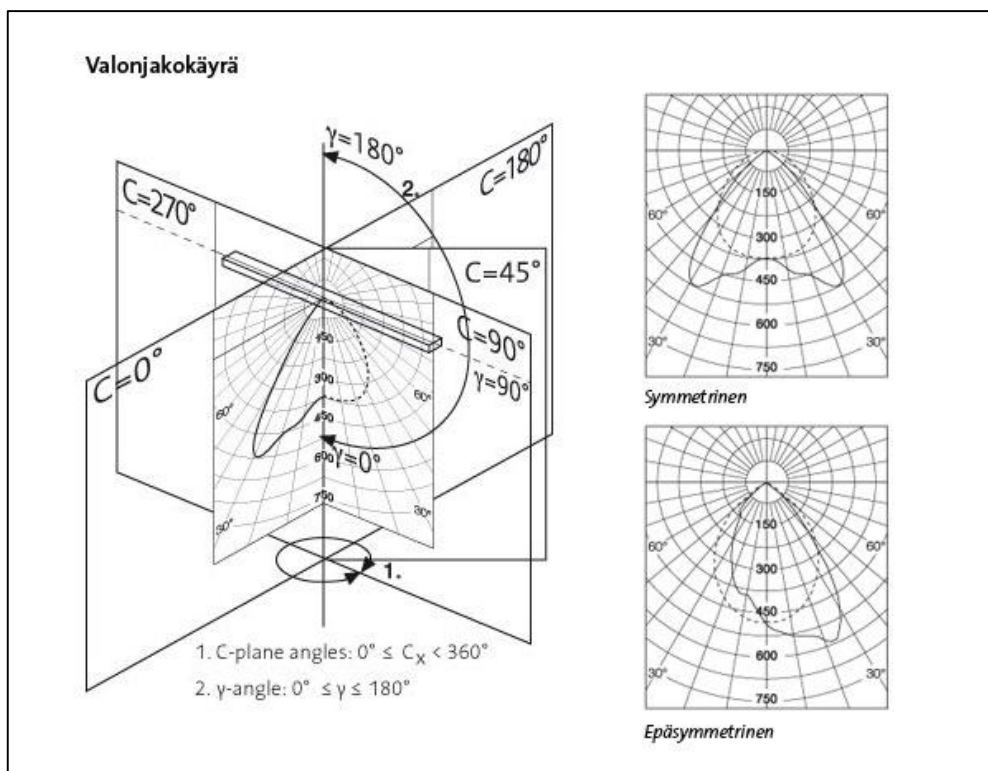 Valonjakokäyrä
γ=180°
2.
C=180°
C=270°
C=45°
C=90°
γ=90°
C=0°
150
300
450
600
750
60°
60°
30°
30°
γ=0°
1.
1. C-plane angles: 0° ≤ Cx < 360°
2. γ-angle: 0° ≤ γ ≤ 180°
150
300
450
600
750
60°
60°
30°
30°
Symmetrinen
150
300
450
600
750
60°
60°
30°
30°
Epäsymmetrinen